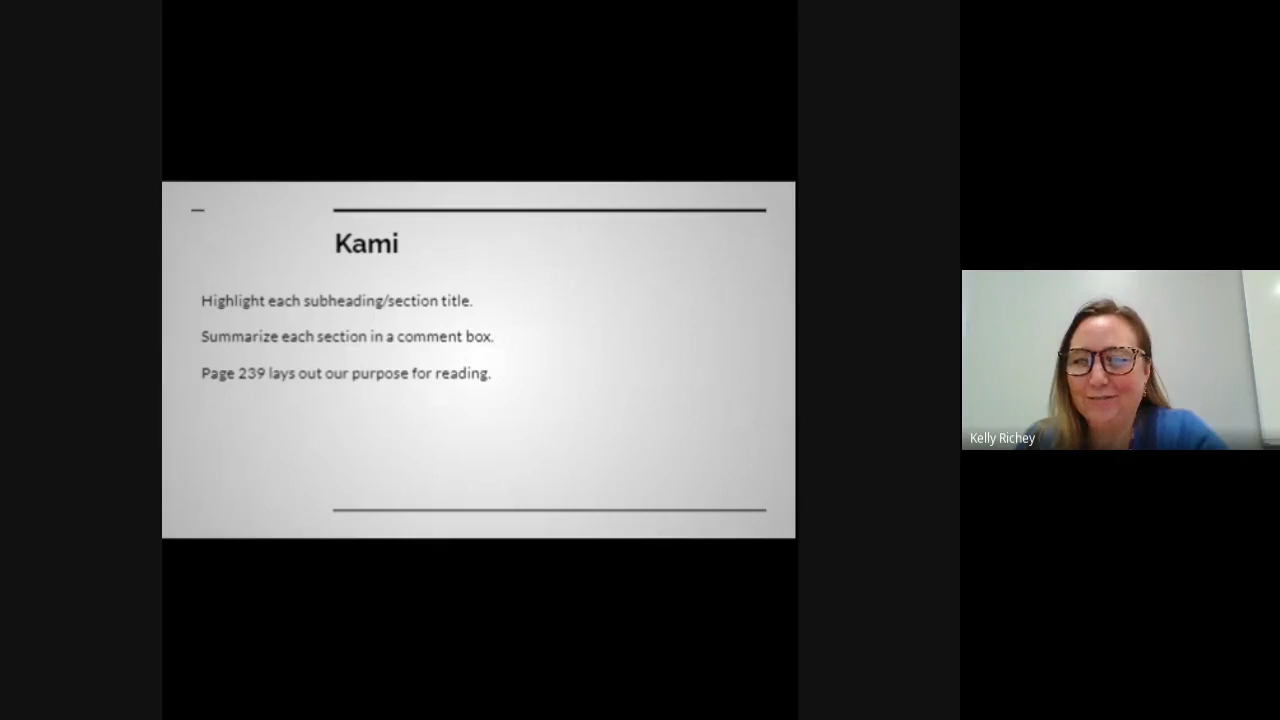 Kami
Highlight each subheading/section title.
Summarize each section in a comment box.
Page 239 lays out our purpose for reading.
Kelly Richey